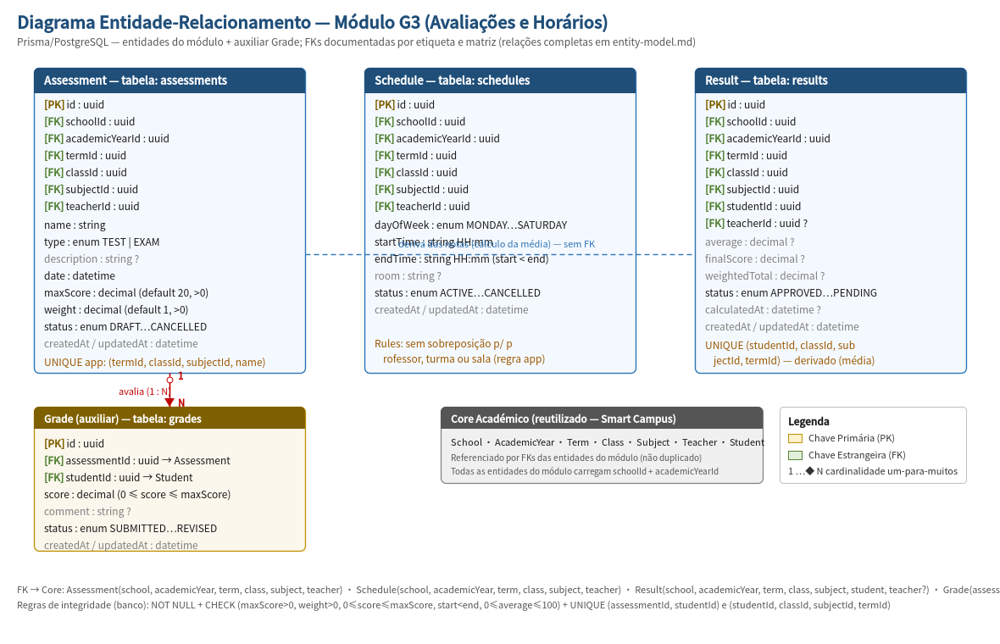 Diagrama Entidade-Relacionamento — Módulo G3 (Avaliações e Horários)
Prisma/PostgreSQL — entidades do módulo + auxiliar Grade; FKs documentadas por etiqueta e matriz (relações completas em entity-model.md)
Assessment — tabela: assessments
[PK] id : uuid
[FK] schoolId : uuid
[FK] academicYearId : uuid
[FK] termId : uuid
[FK] classId : uuid
[FK] subjectId : uuid
[FK] teacherId : uuid
name : string
type : enum TEST | EXAM
description : string ?
date : datetime
maxScore : decimal (default 20, >0)
weight : decimal (default 1, >0)
status : enum DRAFT…CANCELLED
createdAt / updatedAt : datetime
UNIQUE app: (termId, classId, subjectId, name)
Schedule — tabela: schedules
[PK] id : uuid
[FK] schoolId : uuid
[FK] academicYearId : uuid
[FK] termId : uuid
[FK] classId : uuid
[FK] subjectId : uuid
[FK] teacherId : uuid
dayOfWeek : enum MONDAY…SATURDAY
startTime : string HH:mm
(cálculo da média) — sem FK
endTime : string HH:mm (start < end)
room : string ?
status : enum ACTIVE…CANCELLED
createdAt / updatedAt : datetime
Rules: sem sobreposição p/ p
rofessor, turma ou sala (regra app)
Result — tabela: results
[PK] id : uuid
[FK] schoolId : uuid
[FK] academicYearId : uuid
[FK] termId : uuid
[FK] classId : uuid
[FK] subjectId : uuid
[FK] studentId : uuid
[FK] teacherId : uuid ?
average : decimal ?
finalScore : decimal ?
weightedTotal : decimal ?
status : enum APPROVED…PENDING
calculatedAt : datetime ?
createdAt / updatedAt : datetime
UNIQUE (studentId, classId, sub
jectId, termId) — derivado (média)
1
avalia (1 : N)
N
Grade (auxiliar) — tabela: grades
[PK] id : uuid
[FK] assessmentId : uuid → Assessment
[FK] studentId : uuid → Student
score : decimal (0 ⩽ score ⩽ maxScore)
comment : string ?
status : enum SUBMITTED…REVISED
createdAt / updatedAt : datetime
Core Académico (reutilizado — Smart Campus)
School · AcademicYear · Term · Class · Subject · Teacher · Student
Referenciado por FKs das entidades do módulo (não duplicado)
Todas as entidades do módulo carregam schoolId + academicYearId
Legenda
Chave Primária (PK)
Chave Estrangeira (FK)
1 …◆ N cardinalidade um-para-muitos
FK → Core: Assessment(school, academicYear, term, class, subject, teacher) · Schedule(school, academicYear, term, class, subject, teacher) · Result(school, academicYear, term, class, subject, student, teacher?) · Grade(assess
Regras de integridade (banco): NOT NULL + CHECK (maxScore>0, weight>0, 0⩽score⩽maxScore, start<end, 0⩽average⩽100) + UNIQUE (assessmentId, studentId) e (studentId, classId, subjectId, termId)